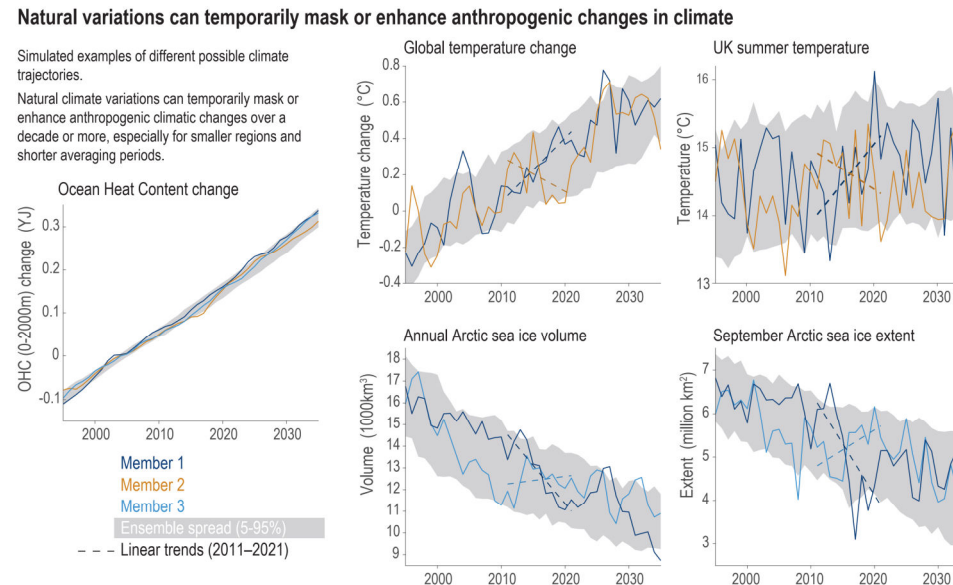 Natural variations can temporarily mask or enhance anthropogenic changes in climate
Simulated examples of different possible climate
trajectories.
Natural climate variations can temporarily mask or
enhance anthropogenic climatic changes over a
decade or more, especially for smaller regions and
shorter averaging periods.
Ocean Heat Content change
OHC (0-2000m) change (YJ)
0.3
0.2
0.1
0
-0.1
2000 2010 2020 2030
Member 1
Member 2
Member 3
Ensemble spread (5-95%)
Linear trends (2011–2021)
Global temperature change
Temperature change (°C)
0.8
0.6
0.4
0.2
0
-0.2
-0.4
2000 2010 2020 2030
UK summer temperature
Temperature (°C)
16
15
14
13
2000 2010 2020 2030
Annual Arctic sea ice volume
Volume (1000km³)
18
17
16
15
14
13
12
11
10
9
2000 2010 2020 2030
September Arctic sea ice extent
Extent (million km²)
7
6
5
4
3
2000 2010 2020 2030